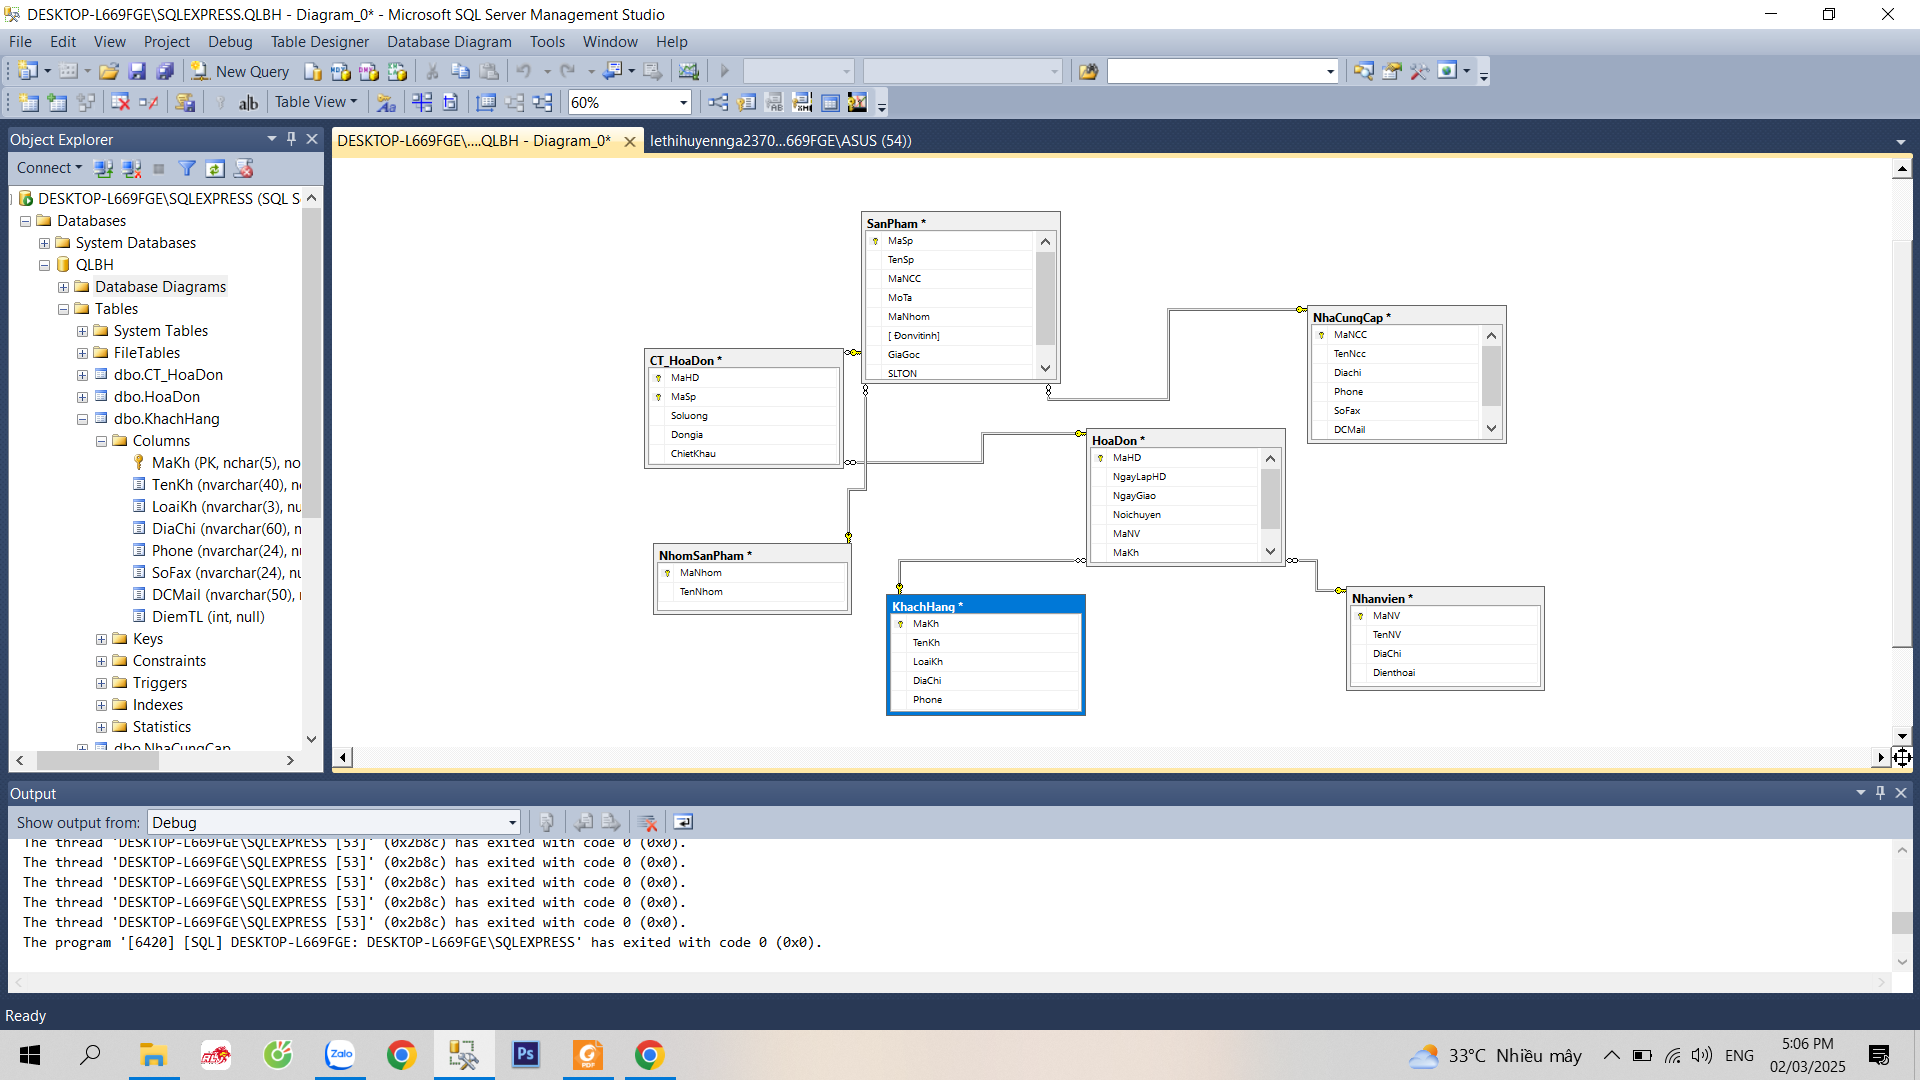 DESKTOP-L669FGE\SQLEXPRESS.QLBH - Diagram_0* - Microsoft SQL Server Management Studio
File Edit View Project Debug Table Designer Database Diagram Tools Window Help
New Query
a|b Table View 60%
Object Explorer
Connect
DESKTOP-L669FGE\SQLEXPRESS (SQL S
Databases
System Databases
QLBH
Database Diagrams
Tables
System Tables
FileTables
dbo.CT_HoaDon
dbo.HoaDon
dbo.KhachHang
Columns
MaKh (PK, nchar(5), no
TenKh (nvarchar(40), n
LoaiKh (nvarchar(3), nu
DiaChi (nvarchar(60), n
Phone (nvarchar(24), nu
SoFax (nvarchar(24), nu
DCMail (nvarchar(50),
DiemTL (int, null)
Keys
Constraints
Triggers
Indexes
Statistics
dbo.NhaCungCap
DESKTOP-L669FGE\....QLBH - Diagram_0* lethihuyennga2370...669FGE\ASUS (54))
SanPham *
MaSp
TenSp
MaNCC
MoTa
MaNhom
[ Đonvitinh]
GiaGoc
SLTON
CT_HoaDon *
MaHD
MaSp
Soluong
Dongia
ChietKhau
NhaCungCap *
MaNCC
TenNcc
Diachi
Phone
SoFax
DCMail
HoaDon *
MaHD
NgayLapHD
NgayGiao
Noichuyen
MaNV
MaKh
NhomSanPham *
MaNhom
TenNhom
KhachHang *
MaKh
TenKh
LoaiKh
DiaChi
Phone
Nhanvien *
MaNV
TenNV
DiaChi
Dienthoai
Output
Show output from: Debug
The thread 'DESKTOP-L669FGE\SQLEXPRESS [53]' (0x2b8c) has exited with code 0 (0x0).
The thread 'DESKTOP-L669FGE\SQLEXPRESS [53]' (0x2b8c) has exited with code 0 (0x0).
The thread 'DESKTOP-L669FGE\SQLEXPRESS [53]' (0x2b8c) has exited with code 0 (0x0).
The thread 'DESKTOP-L669FGE\SQLEXPRESS [53]' (0x2b8c) has exited with code 0 (0x0).
The thread 'DESKTOP-L669FGE\SQLEXPRESS [53]' (0x2b8c) has exited with code 0 (0x0).
The program '[6420] [SQL] DESKTOP-L669FGE: DESKTOP-L669FGE\SQLEXPRESS' has exited with code 0 (0x0).
Ready
Zalo
Ps
PDF
33°C Nhiều mây
ENG
5:06 PM
02/03/2025